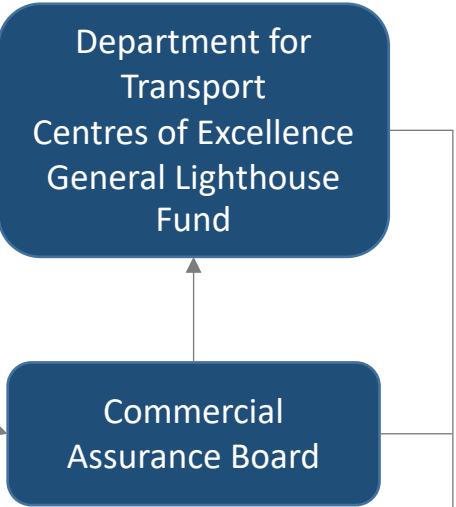 Department for
Transport
Centres of Excellence
General Lighthouse
Fund
Commercial
Assurance Board